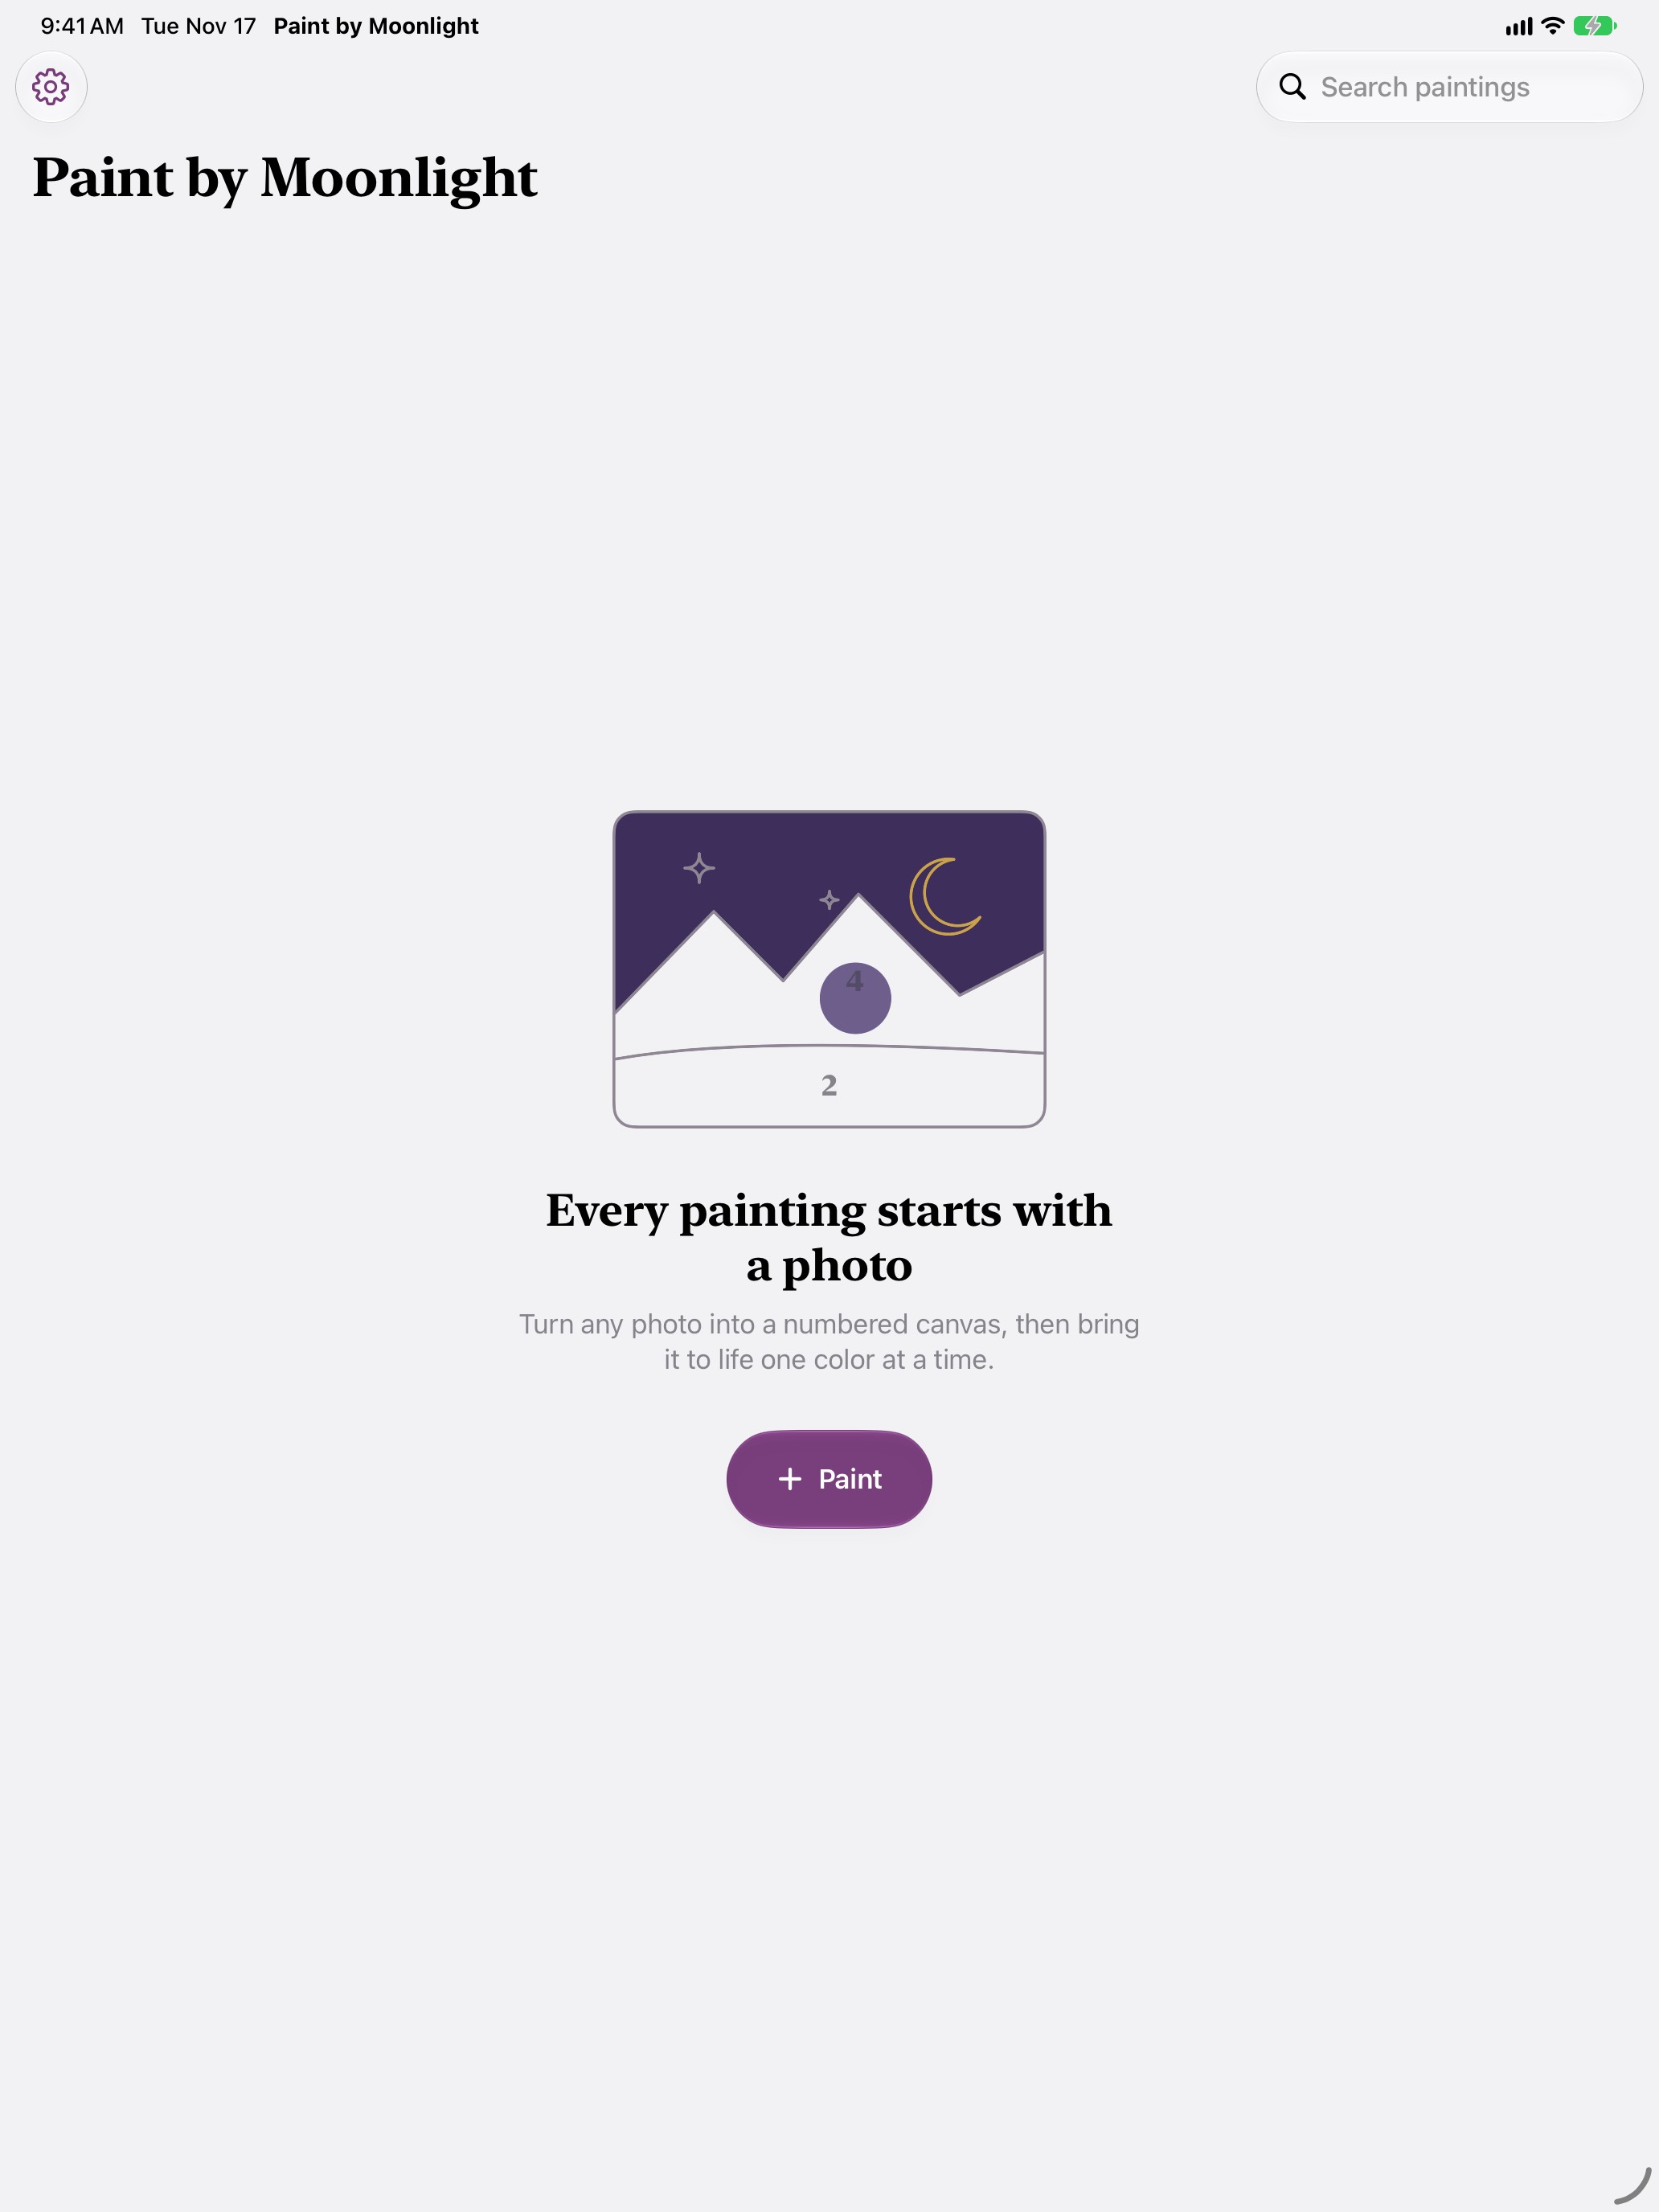 9:41 AM Tue Nov 17 Paint by Moonlight
Search paintings
Paint by Moonlight
4
2
Every painting starts with
a photo
Turn any photo into a numbered canvas, then bring
it to life one color at a time.
+ Paint